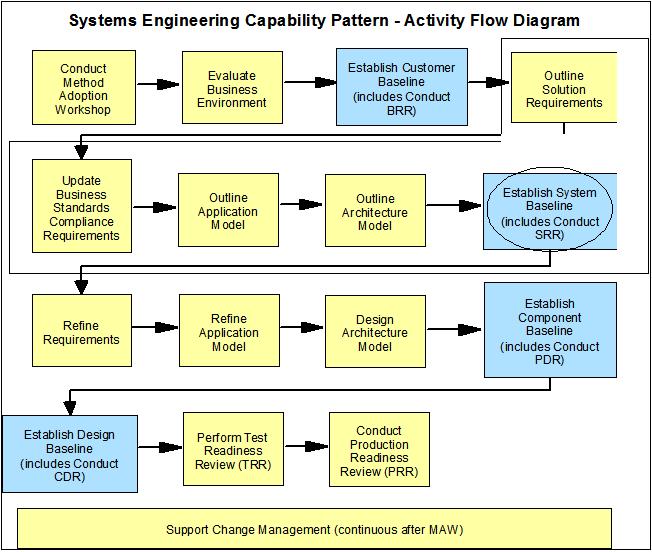 Systems Engineering Capability Pattern - Activity Flow Diagram
Conduct
Method
Adoption
Workshop
Evaluate
Business
Environment
Establish Customer
Baseline
(includes Conduct
BRR)
Outline
Solution
Requirements
Update
Business
Standards
Compliance
Requirements
Outline
Application
Model
Outline
Architecture
Model
Establish System
Baseline
(includes Conduct
SRR)
Refine
Requirements
Refine
Application
Model
Design
Architecture
Model
Establish
Component
Baseline
(includes Conduct
PDR)
Establish Design
Baseline
(includes Conduct
CDR)
Perform Test
Readiness
Review (TRR)
Conduct
Production
Readiness
Review (PRR)
Support Change Management (continuous after MAW)